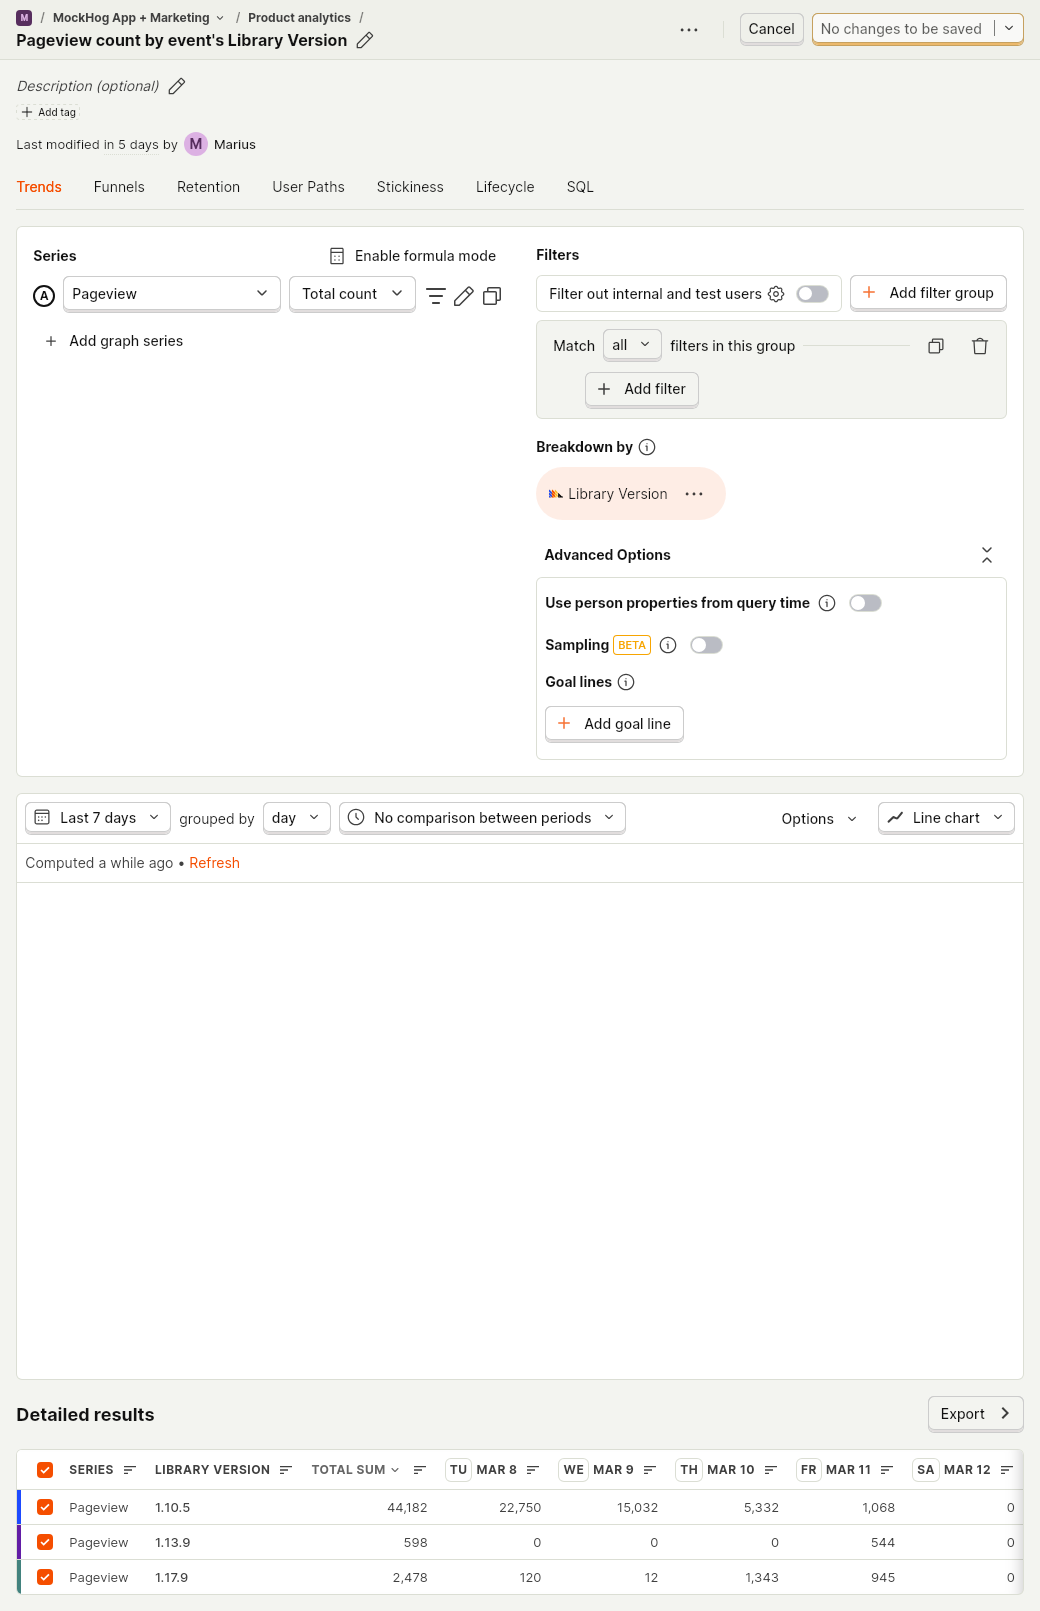 M / MockHog App + Marketing / Product analytics /
Pageview count by event's Library Version
Cancel
No changes to be saved
Description (optional)
Add tag
Last modified in 5 days by M Marius
Trends Funnels Retention User Paths Stickiness Lifecycle SQL
Series
Enable formula mode
A Pageview Total count
Add graph series
Filters
Filter out internal and test users
Add filter group
Match all filters in this group
Add filter
Breakdown by
Library Version
Advanced Options
Use person properties from query time
Sampling BETA
Goal lines
Add goal line
Last 7 days grouped by day No comparison between periods Options Line chart
Computed a while ago • Refresh
Detailed results
Export
SERIES LIBRARY VERSION TOTAL SUM TU MAR 8 WE MAR 9 TH MAR 10 FR MAR 11 SA MAR 12
Pageview 1.10.5 44,182 22,750 15,032 5,332 1,068 0
Pageview 1.13.9 598 0 0 0 544 0
Pageview 1.17.9 2,478 120 12 1,343 945 0